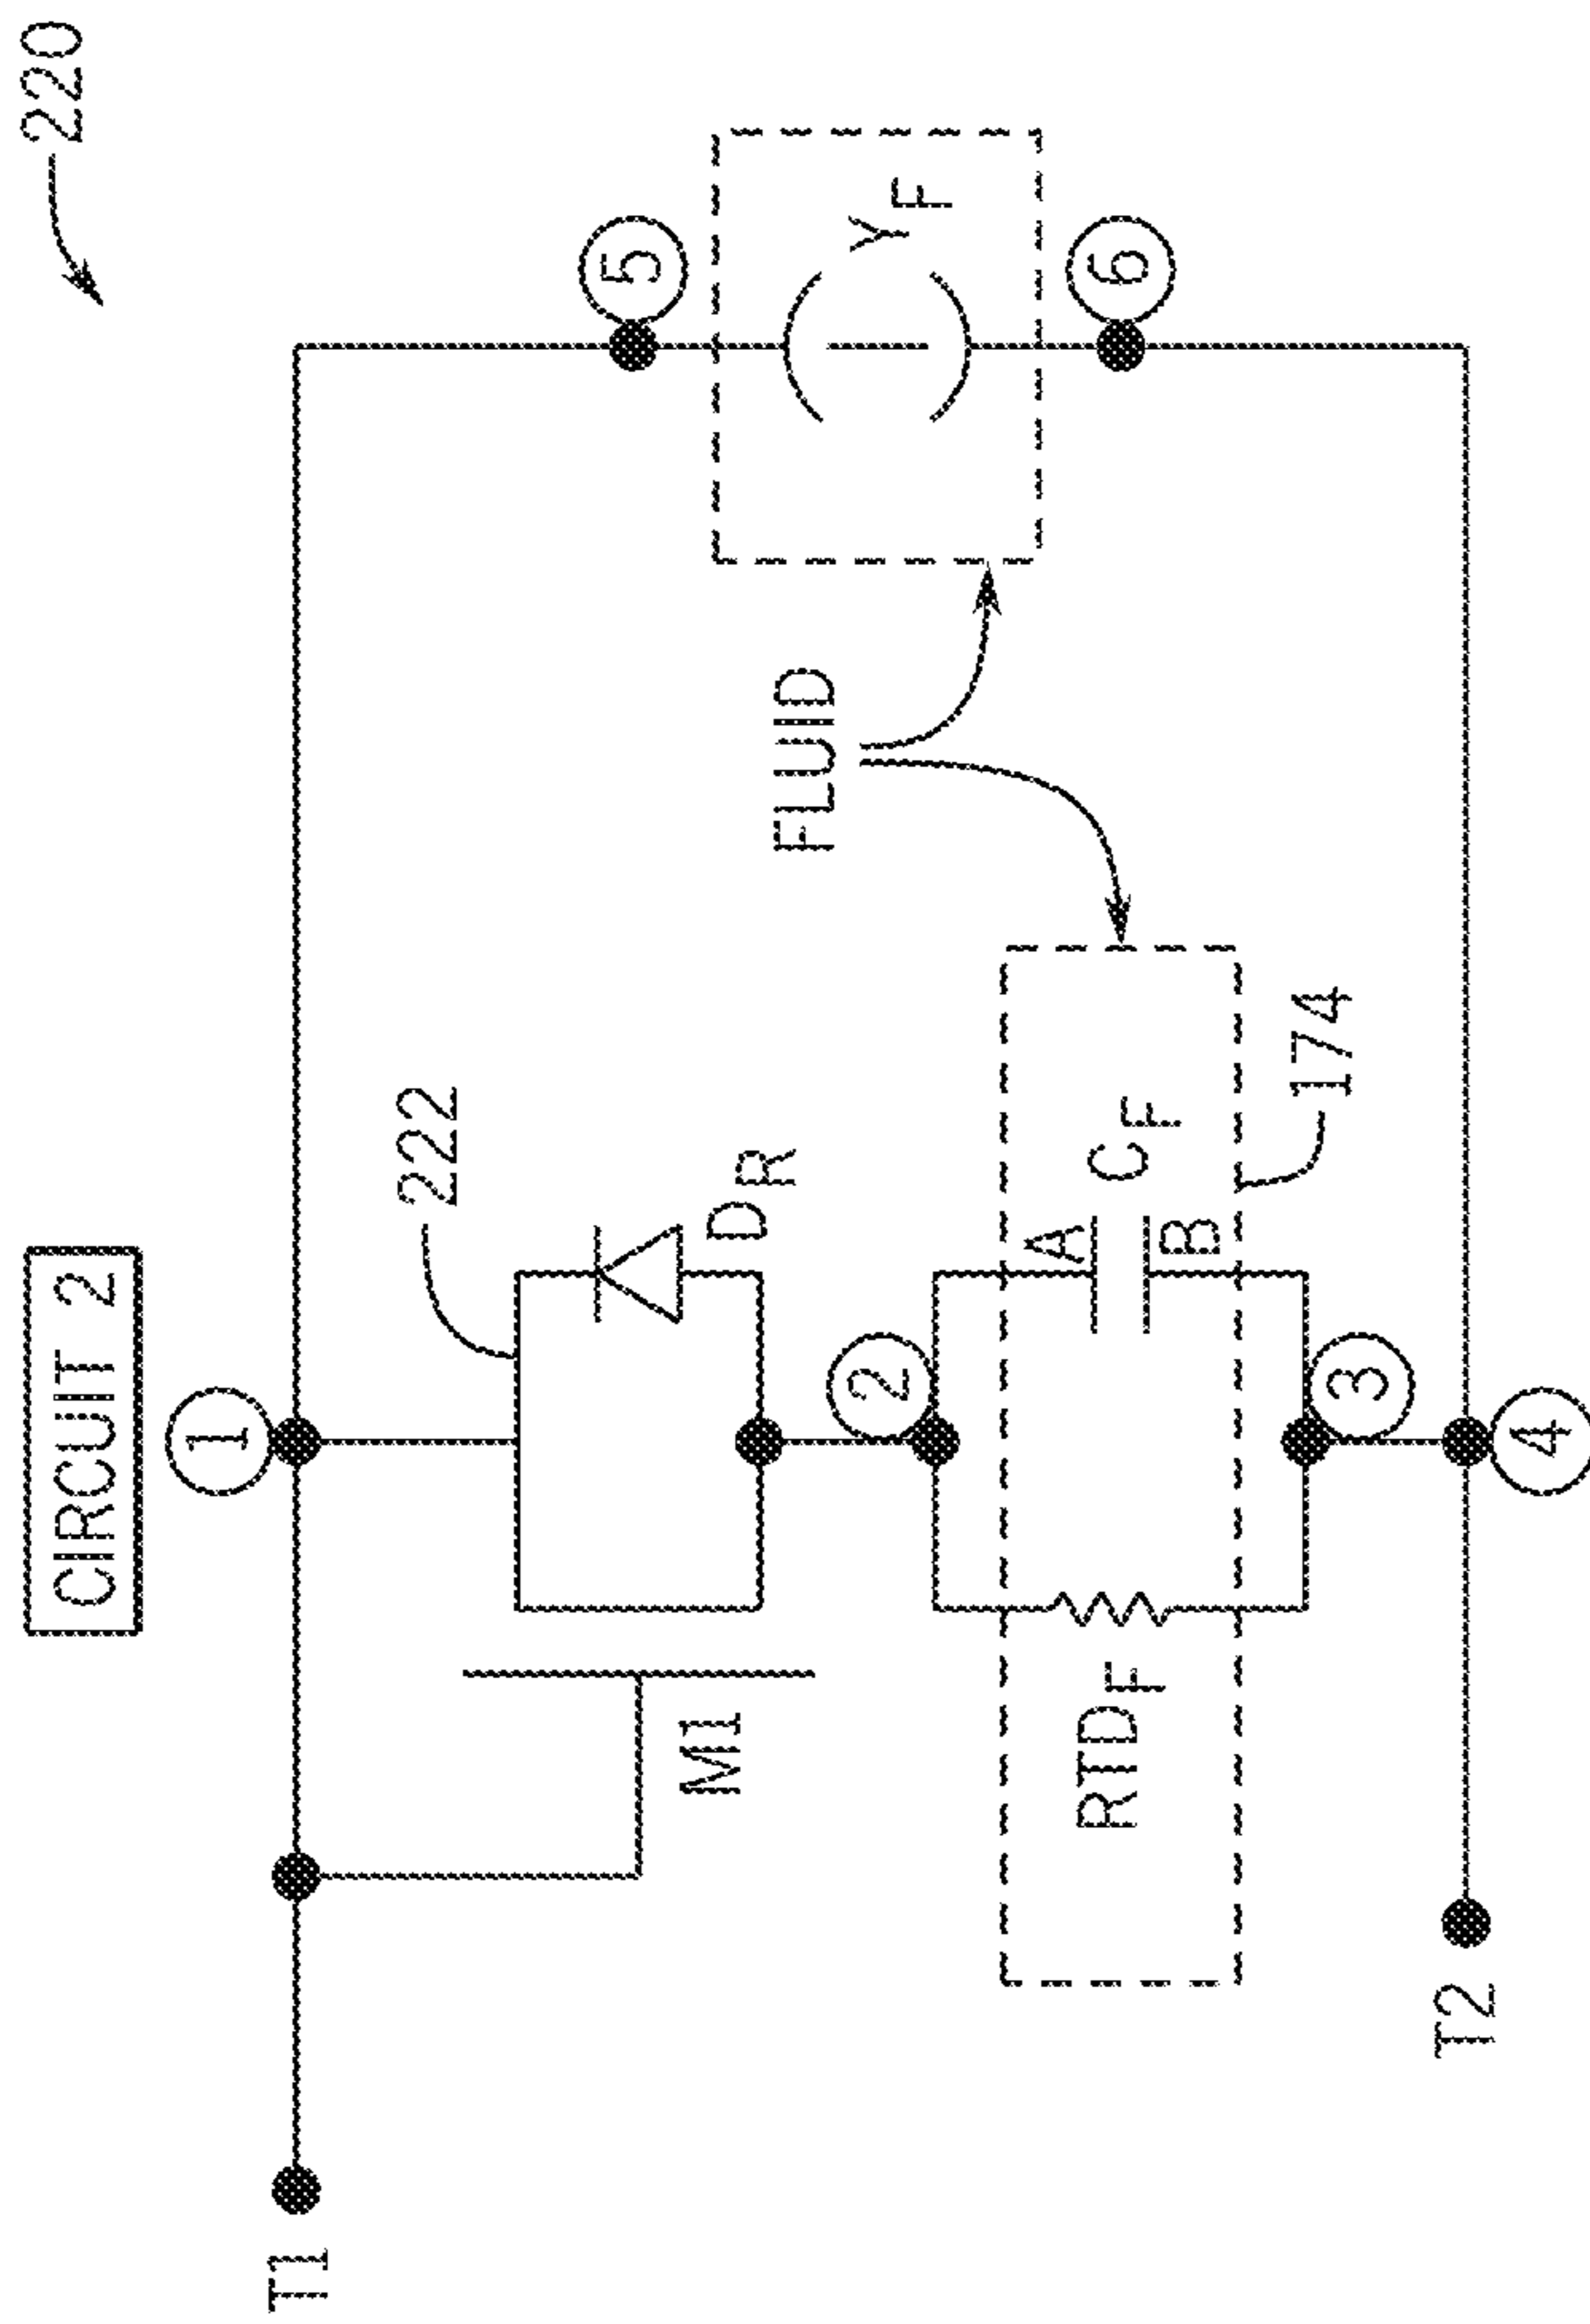 220
CIRCUIT 2
1
222
5
M1
D_R
FLUID
Y_F
2
6
RTD_F
A
C_F
B
174
3
4
T1
T2